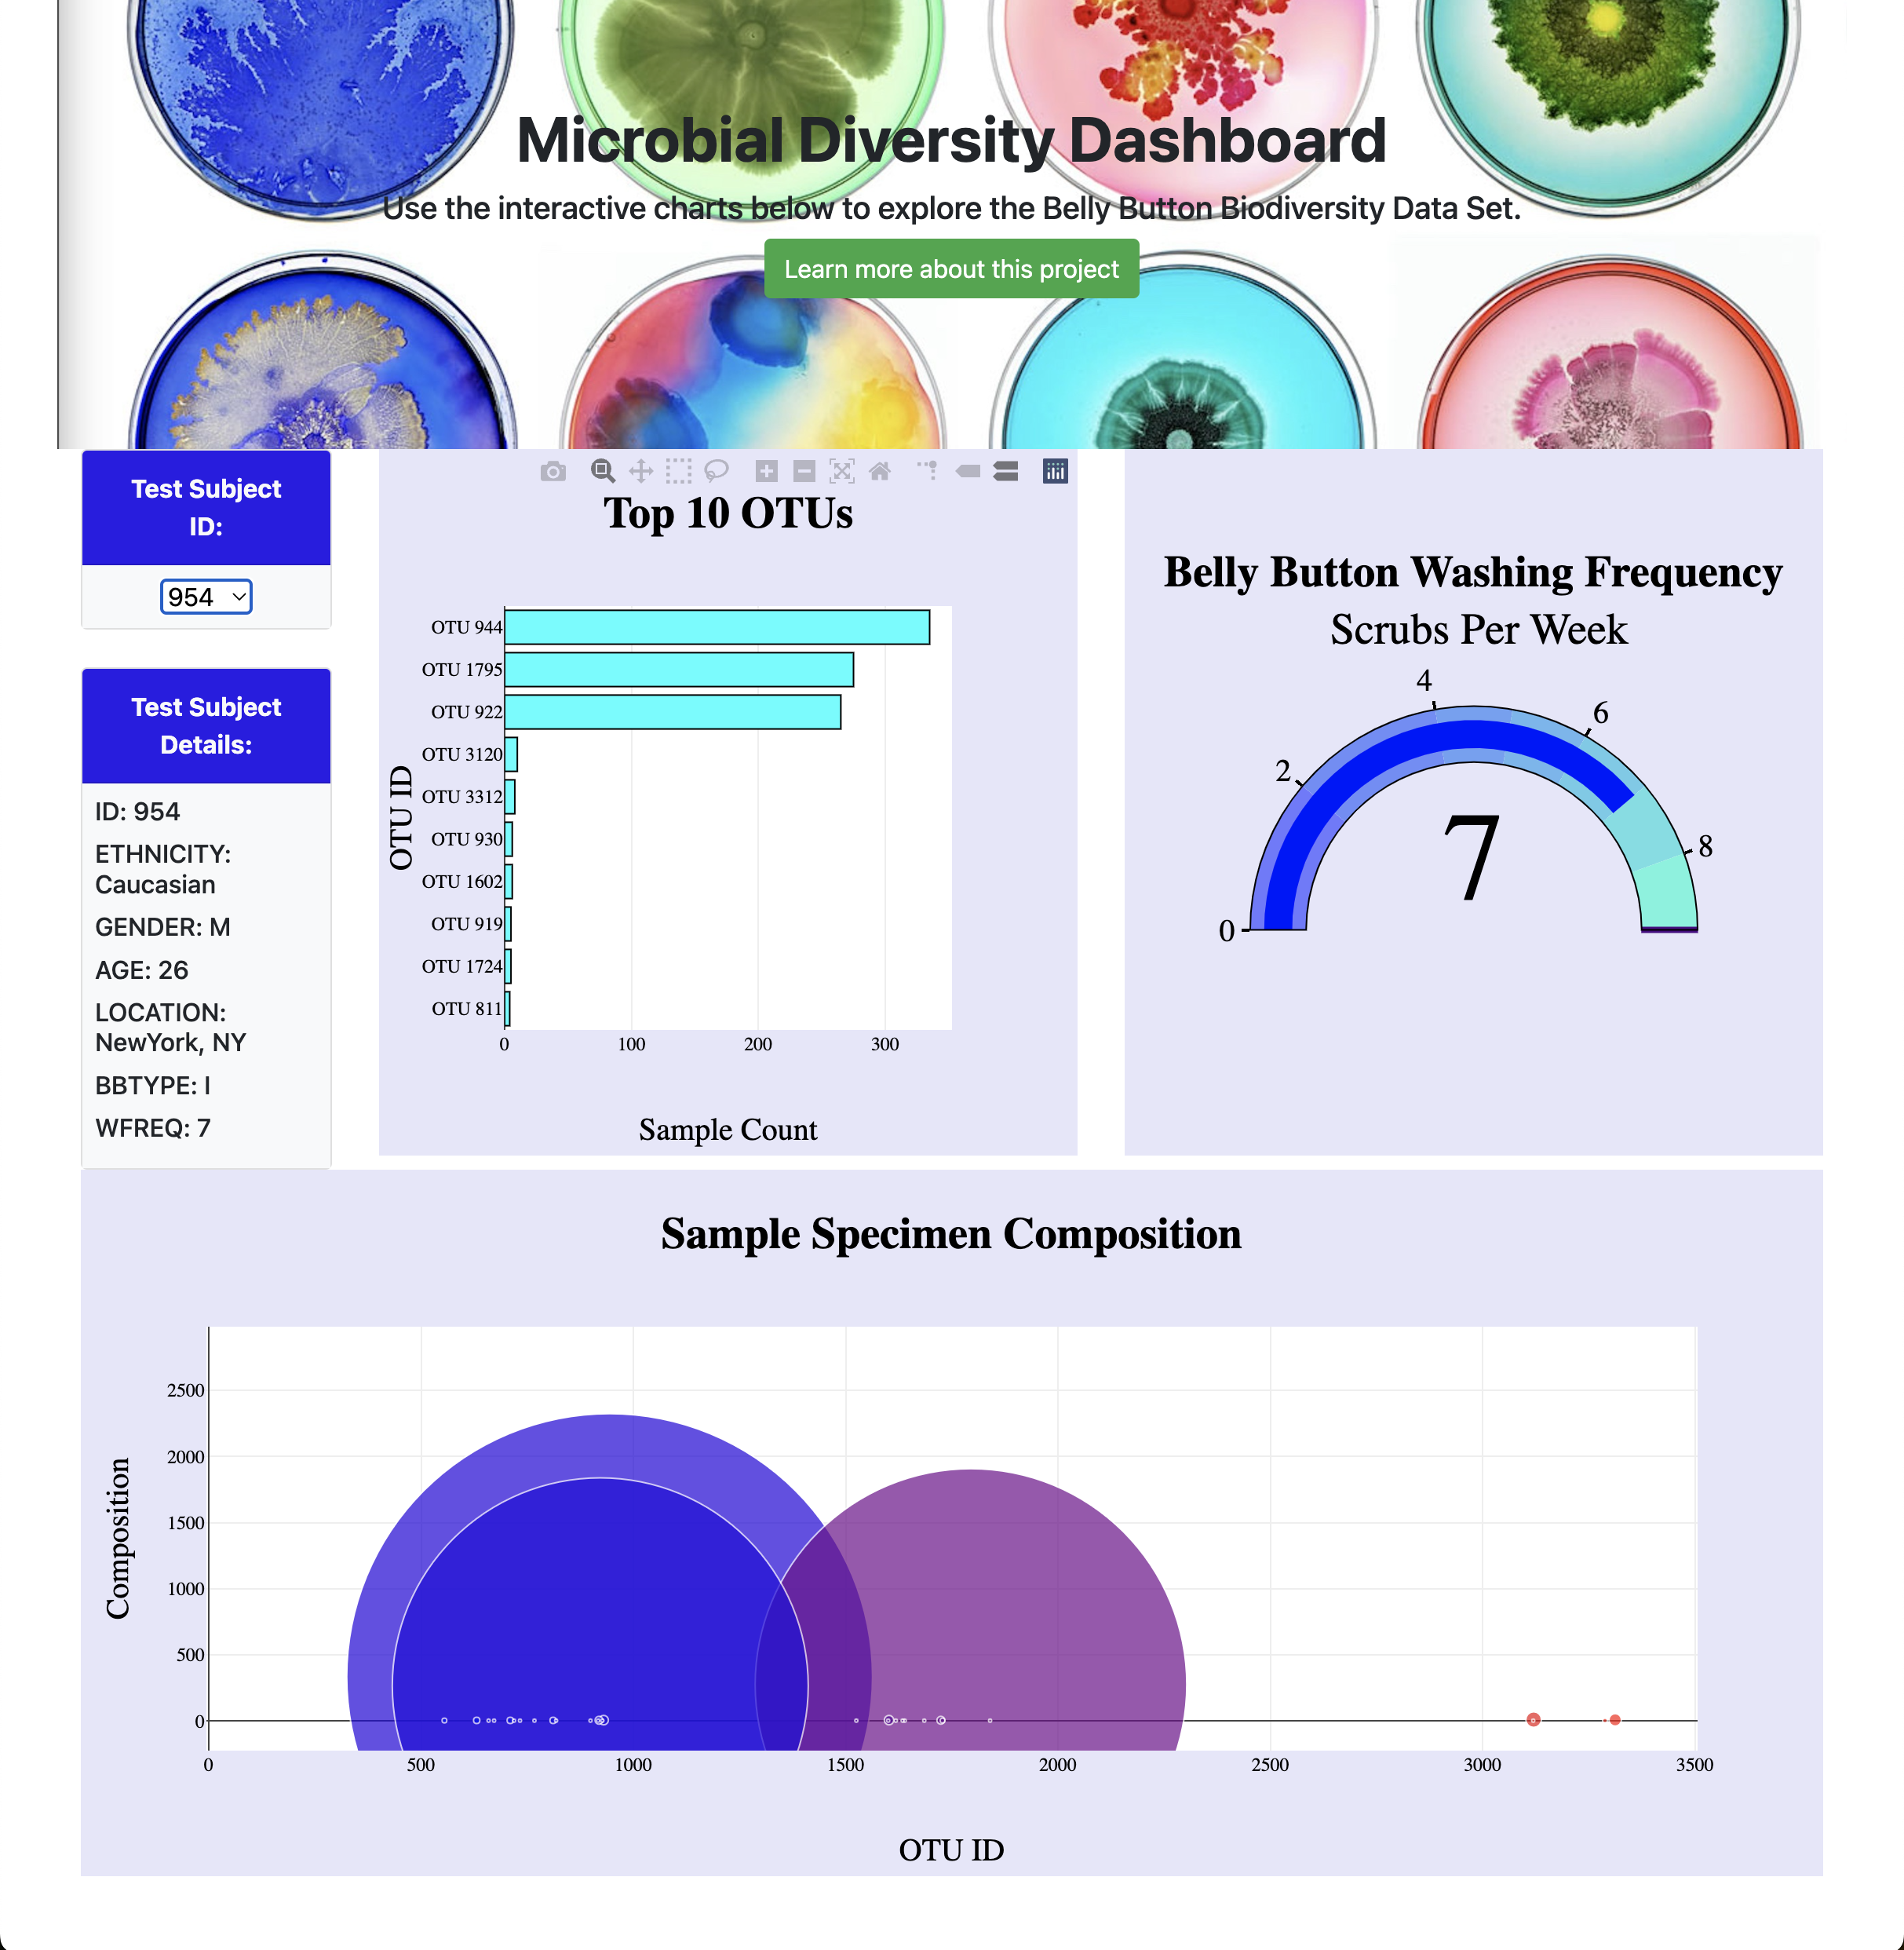 Microbial Diversity Dashboard
Use the interactive charts below to explore the Belly Button Biodiversity Data Set.
Learn more about this project
Test Subject
ID:
954
Test Subject
Details:
ID: 954
ETHNICITY:
Caucasian
GENDER: M
AGE: 26
LOCATION:
NewYork, NY
BBTYPE: I
WFREQ: 7
Top 10 OTUs
OTU ID
OTU 944
OTU 1795
OTU 922
OTU 3120
OTU 3312
OTU 930
OTU 1602
OTU 919
OTU 1724
OTU 811
0 100 200 300
Sample Count
Belly Button Washing Frequency
Scrubs Per Week
0
2
4
6
8
7
Sample Specimen Composition
Composition
2500
2000
1500
1000
500
0
0 500 1000 1500 2000 2500 3000 3500
OTU ID